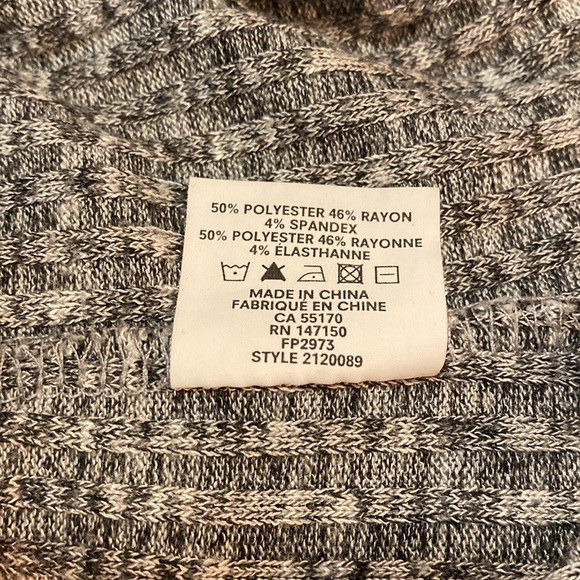 50% POLYESTER 46% RAYON
4% SPANDEX
50% POLYESTER 46% RAYONNE
4% ÉLASTHANNE
MADE IN CHINA
FABRIQUÉ EN CHINE
CA 55170
RN 147150
FP2973
STYLE 2120089